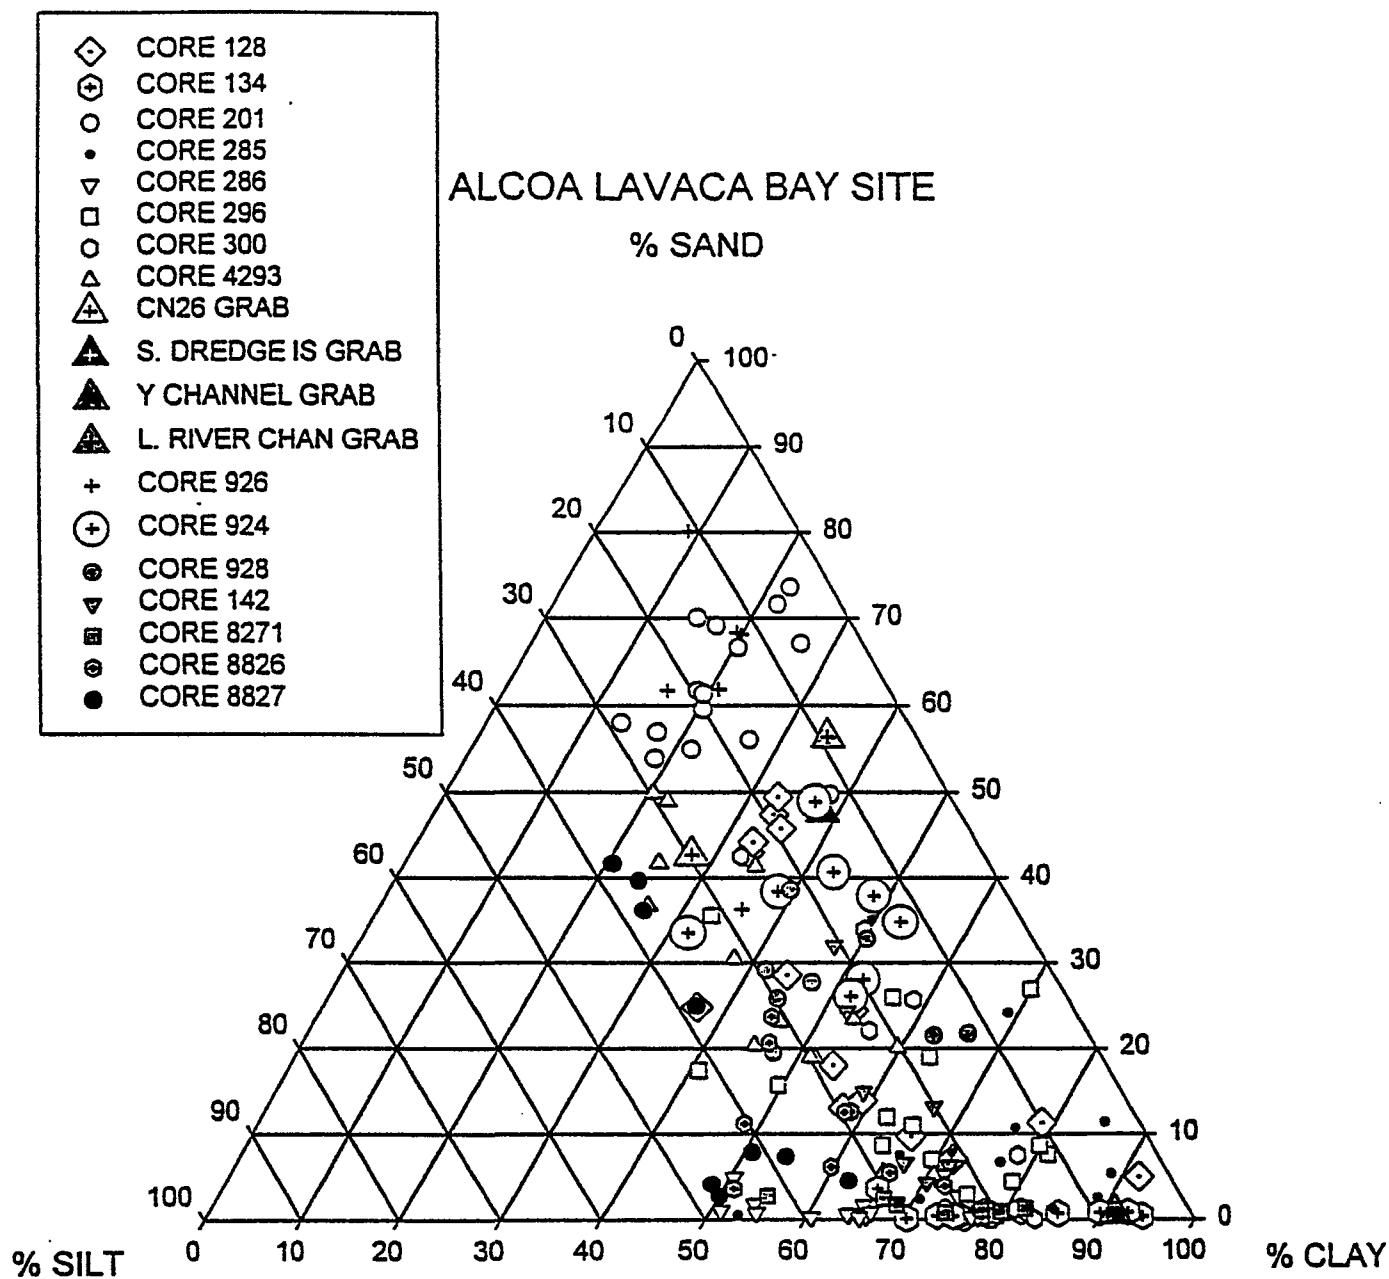 CORE 128
CORE 134
CORE 201
CORE 285
CORE 286
CORE 296
CORE 300
CORE 4293
CN26 GRAB
S. DREDGE IS GRAB
Y CHANNEL GRAB
L. RIVER CHAN GRAB
CORE 926
CORE 924
CORE 928
CORE 142
CORE 8271
CORE 8826
CORE 8827
ALCOA LAVACA BAY SITE
% SAND
0 100
10 90
20 80
30 70
40 60
50 50
60 40
70 30
80 20
90 10
100 0
0 10 20 30 40 50 60 70 80 90 100
% SILT % CLAY